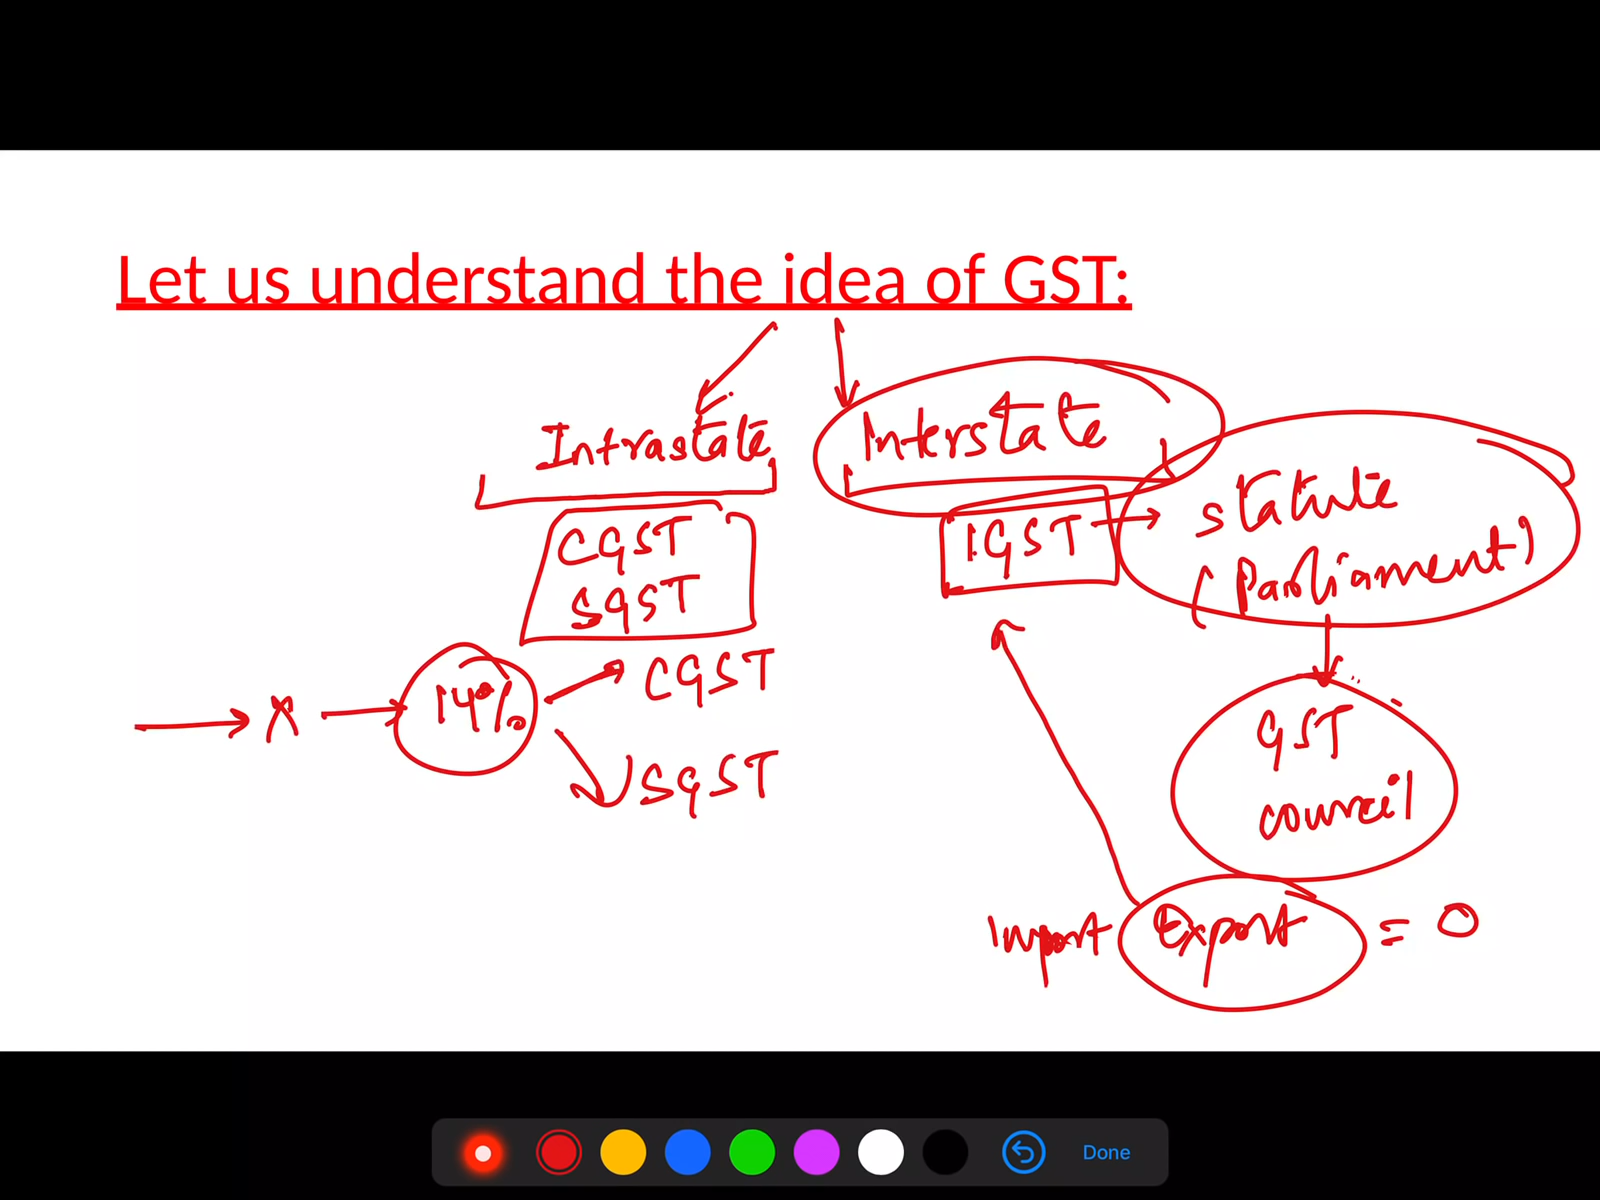 Let us understand the idea of GST:
Intrastate
Interstate
CGST
SGST
IGST
statute
(Parliament)
X
14%
CGST
SGST
GST
council
Import Export = 0
Done